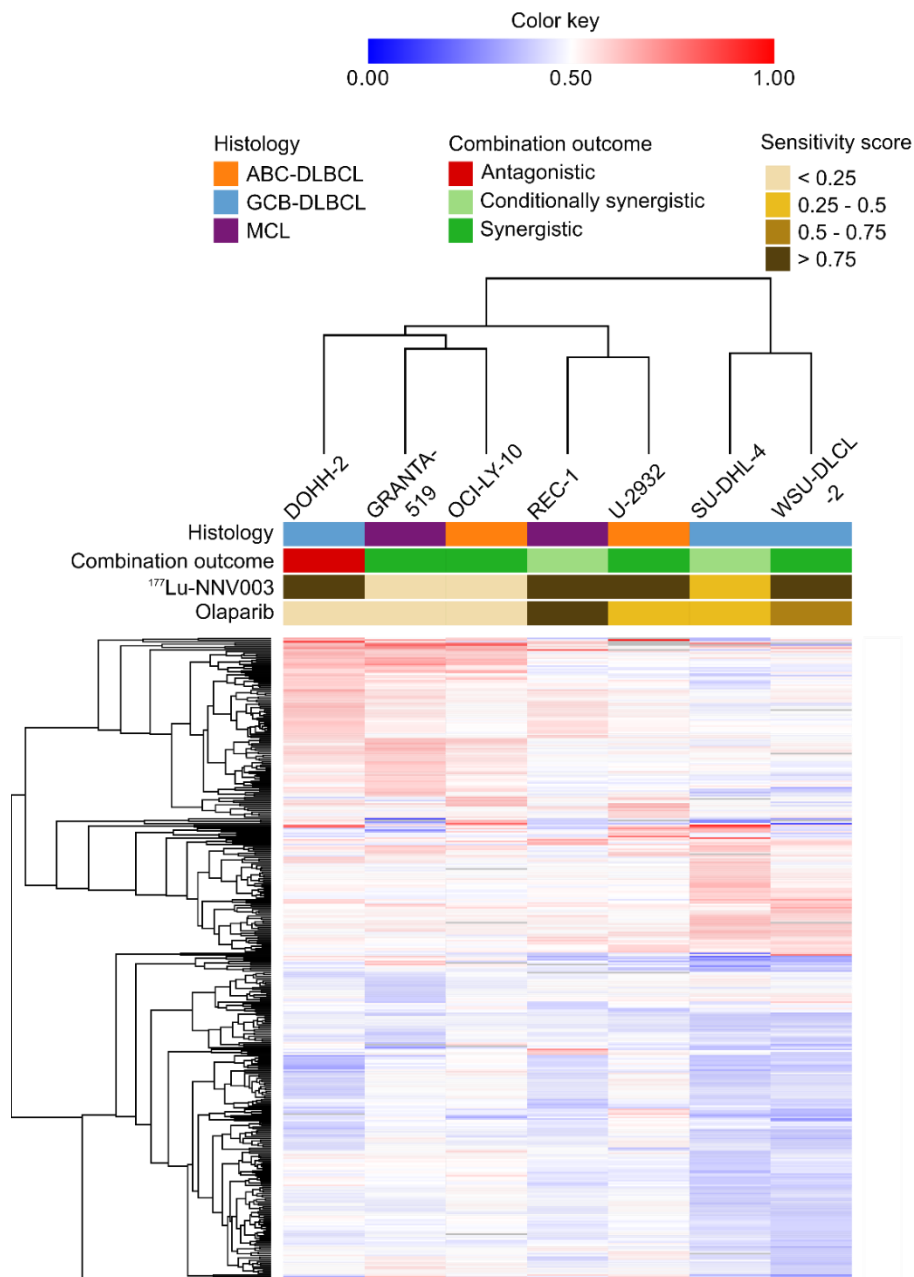 Color key
0.00 0.50 1.00
Histology
ABC-DLBCL
GCB-DLBCL
MCL
Combination outcome
Antagonistic
Conditionally synergistic
Synergistic
Sensitivity score
< 0.25
0.25 - 0.5
0.5 - 0.75
> 0.75
DOHH-2
GRANTA-
519
OCI-LY-10
REC-1
U-2932
SU-DHL-4
WSU-DLCL
-2
Histology
Combination outcome
¹⁷⁷Lu-NNV003
Olaparib